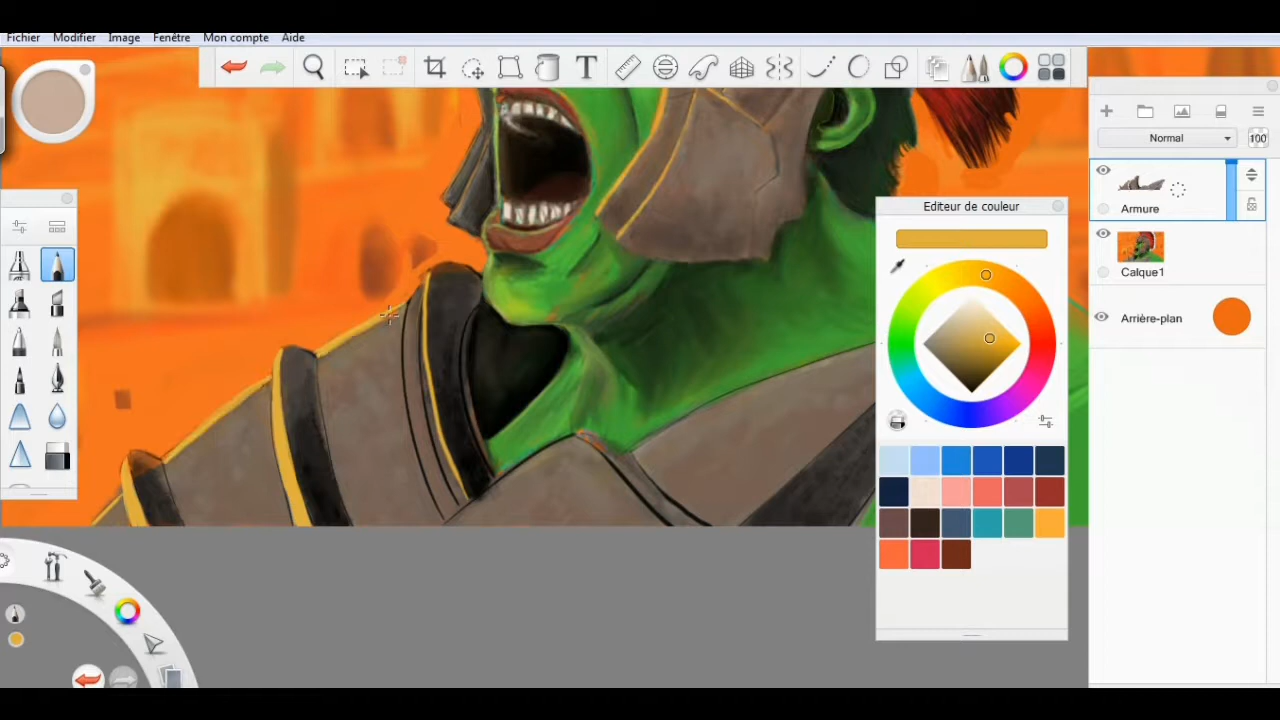 Fichier Modifier Image Fenêtre Mon compte Aide
T
Normal 100
Armure
Calque1
Arrière-plan
Editeur de couleur